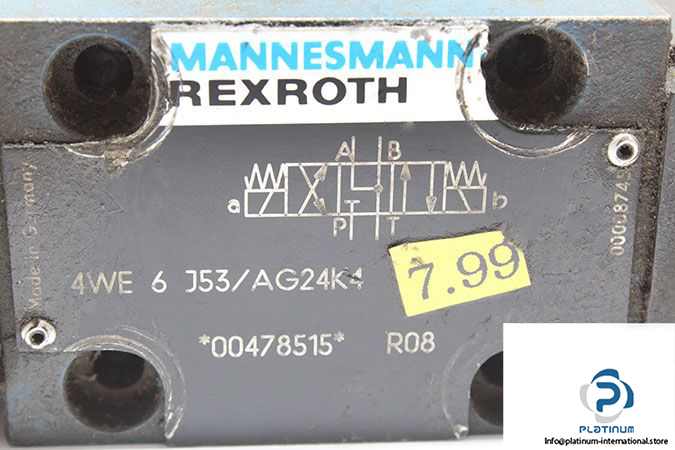 MANNESMANN
REXROTH
A B
a b
P T
Made in Germany
4WE 6 J53/AG24K4
7.99
*00478515* R08
PLATINUM
info@platinum-international.store